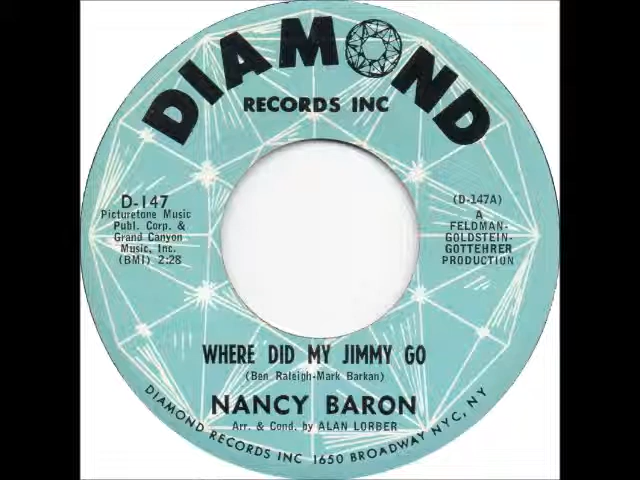 DIAMOND
RECORDS INC
D-147
Picturetone Music
Publ. Corp. &
Grand Canyon
Music, Inc.
(BMI) 2:28
(D-147A)
A
FELDMAN-
GOLDSTEIN-
GOTTEHRER
PRODUCTION
WHERE DID MY JIMMY GO
(Ben Raleigh-Mark Barkan)
NANCY BARON
Arr. & Cond. by ALAN LORBER
DIAMOND RECORDS INC 1650 BROADWAY NYC, NY